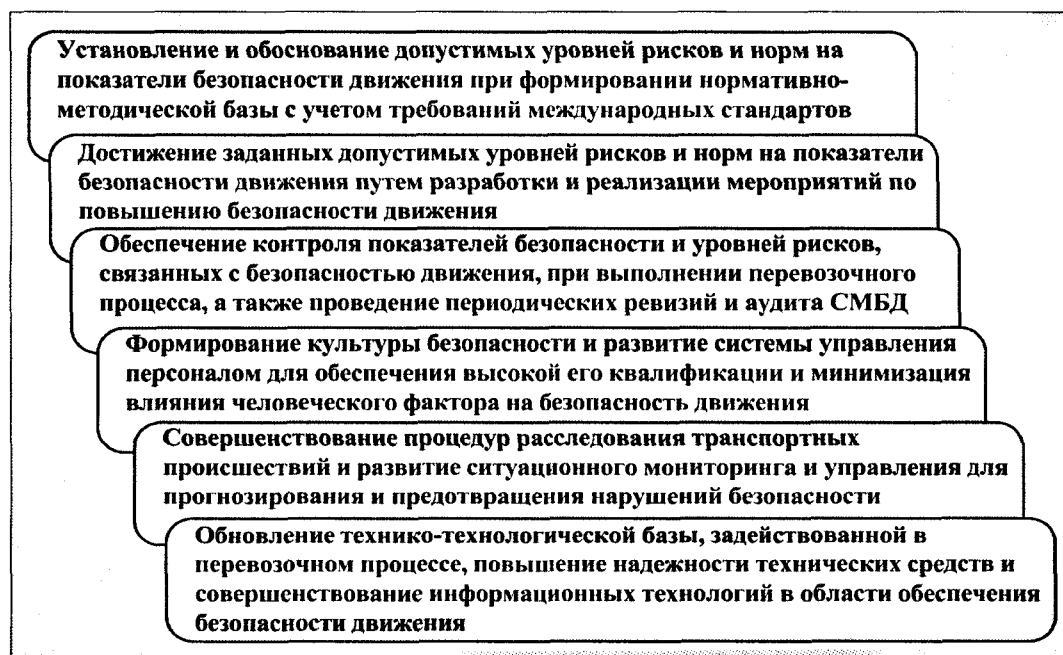 Установление и обоснование допустимых уровней рисков и норм на
показатели безопасности движения при формировании нормативно-
методической базы с учетом требований международных стандартов
Достижение заданных допустимых уровней рисков и норм на показатели
безопасности движения путем разработки и реализации мероприятий по
повышению безопасности движения
Обеспечение контроля показателей безопасности и уровней рисков,
связанных с безопасностью движения, при выполнении перевозочного
процесса, а также проведение периодических ревизий и аудита СМБД
Формирование культуры безопасности и развитие системы управления
персоналом для обеспечения высокой его квалификации и минимизация
влияния человеческого фактора на безопасность движения
Совершенствование процедур расследования транспортных
происшествий и развитие ситуационного мониторинга и управления для
прогнозирования и предотвращения нарушений безопасности
Обновление технико-технологической базы, задействованной в
перевозочном процессе, повышение надежности технических средств и
совершенствование информационных технологий в области обеспечения
безопасности движения